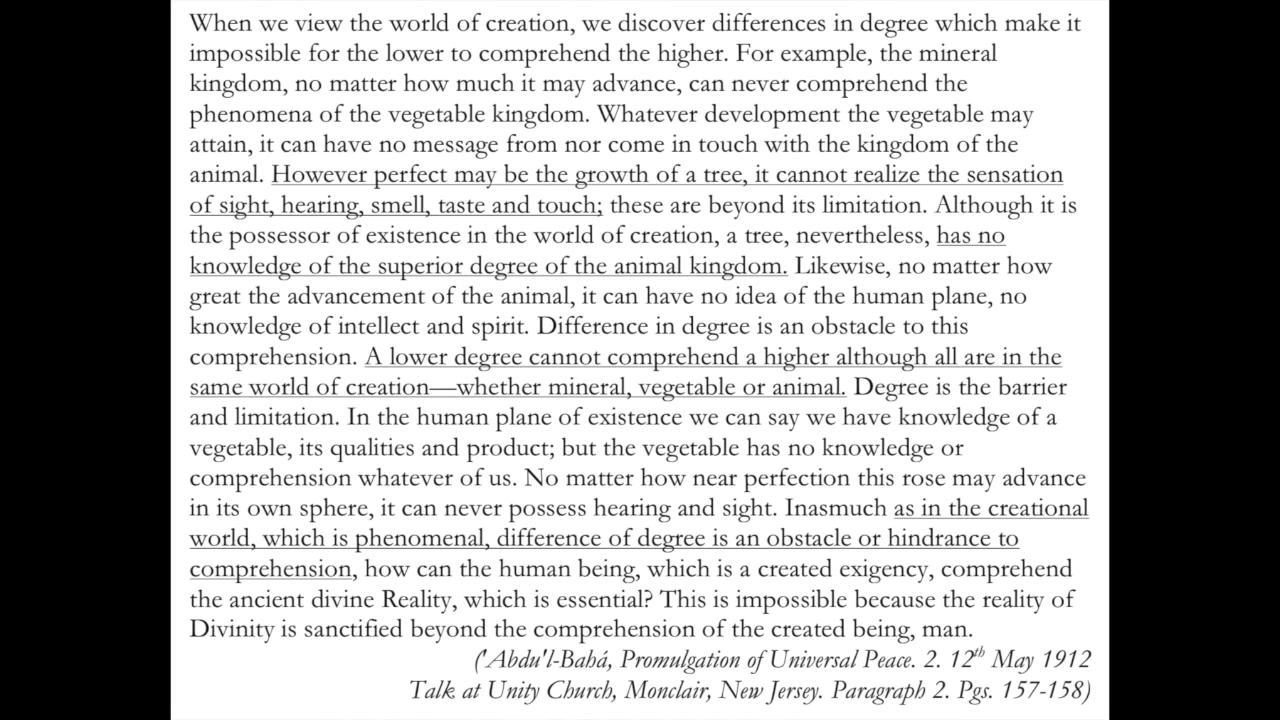 When we view the world of creation, we discover differences in degree which make it
impossible for the lower to comprehend the higher. For example, the mineral
kingdom, no matter how much it may advance, can never comprehend the
phenomena of the vegetable kingdom. Whatever development the vegetable may
attain, it can have no message from nor come in touch with the kingdom of the
animal. However perfect may be the growth of a tree, it cannot realize the sensation
of sight, hearing, smell, taste and touch; these are beyond its limitation. Although it is
the possessor of existence in the world of creation, a tree, nevertheless, has no
knowledge of the superior degree of the animal kingdom. Likewise, no matter how
great the advancement of the animal, it can have no idea of the human plane, no
knowledge of intellect and spirit. Difference in degree is an obstacle to this
comprehension. A lower degree cannot comprehend a higher although all are in the
same world of creation—whether mineral, vegetable or animal. Degree is the barrier
and limitation. In the human plane of existence we can say we have knowledge of a
vegetable, its qualities and product; but the vegetable has no knowledge or
comprehension whatever of us. No matter how near perfection this rose may advance
in its own sphere, it can never possess hearing and sight. Inasmuch as in the creational
world, which is phenomenal, difference of degree is an obstacle or hindrance to
comprehension, how can the human being, which is a created exigency, comprehend
the ancient divine Reality, which is essential? This is impossible because the reality of
Divinity is sanctified beyond the comprehension of the created being, man.
('Abdu'l-Bahá, Promulgation of Universal Peace. 2. 12th May 1912
Talk at Unity Church, Monclair, New Jersey. Paragraph 2. Pgs. 157-158)